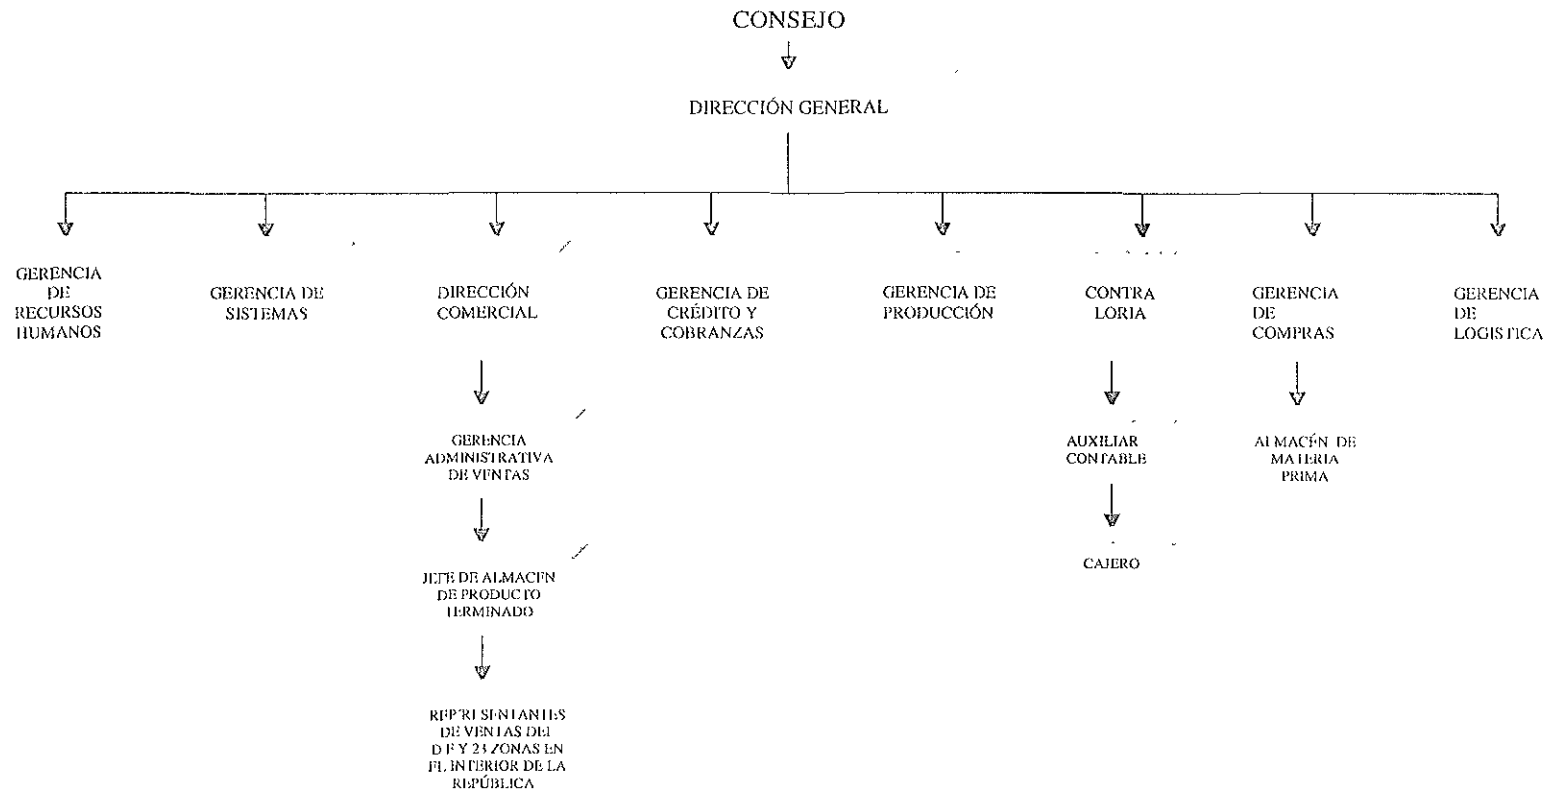 CONSEJO
DIRECCIÓN GENERAL
GERENCIA
DE
RECURSOS
HUMANOS
GERENCIA DE
SISTEMAS
DIRECCIÓN
COMERCIAL
GERENCIA DE
CRÉDITO Y
COBRANZAS
GERENCIA DE
PRODUCCIÓN
CONTRA
LORIA
GERENCIA
DE
COMPRAS
GERENCIA
DE
LOGISTICA
GERENCIA
ADMINISTRATIVA
DE VENTAS
AUXILIAR
CONTABLE
ALMACÉN DE
MATERIA
PRIMA
JEFE DE ALMACEN
DE PRODUCTO
TERMINADO
CAJERO
REPRESENTANTES
DE VENTAS DEL
D F Y 23 ZONAS EN
EL INTERIOR DE LA
REPÚBLICA